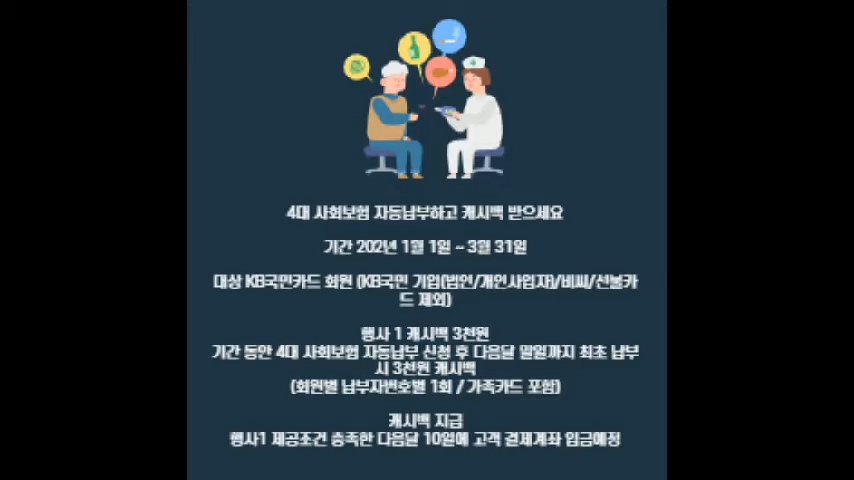 4대 사회보험 자동납부하고 캐시백 받으세요
기간 202년 1월 1일 ~ 3월 31일
대상 KB국민카드 회원 (KB국민 기업(법인/개인사업자)/비씨/선불카
드 제외)
행사 1 캐시백 3천원
기간 동안 4대 사회보험 자동납부 신청 후 다음달 말일까지 최초 납부
시 3천원 캐시백
(회원별 납부자번호별 1회 / 가족카드 포함)
캐시백 지급
행사1 제공조건 충족한 다음달 10일에 고객 결제계좌 입금예정